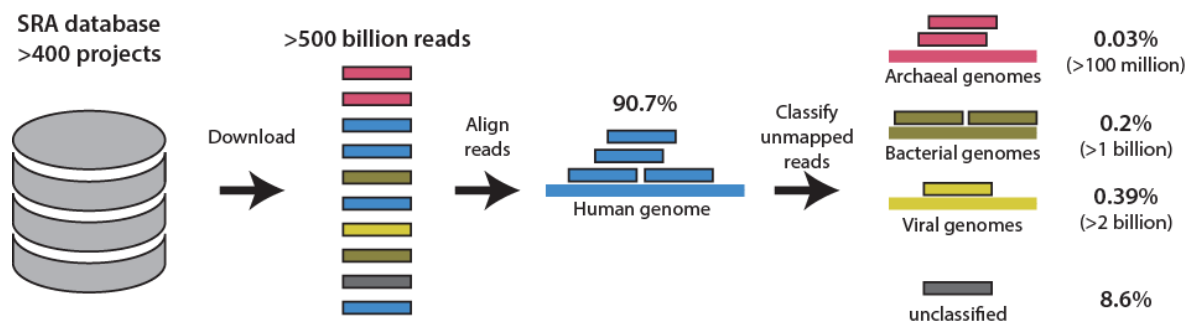 SRA database
>400 projects
Download
>500 billion reads
Align
reads
90.7%
Human genome
Classify
unmapped
reads
Archaeal genomes
0.03%
(>100 million)
Bacterial genomes
0.2%
(>1 billion)
Viral genomes
0.39%
(>2 billion)
unclassified
8.6%